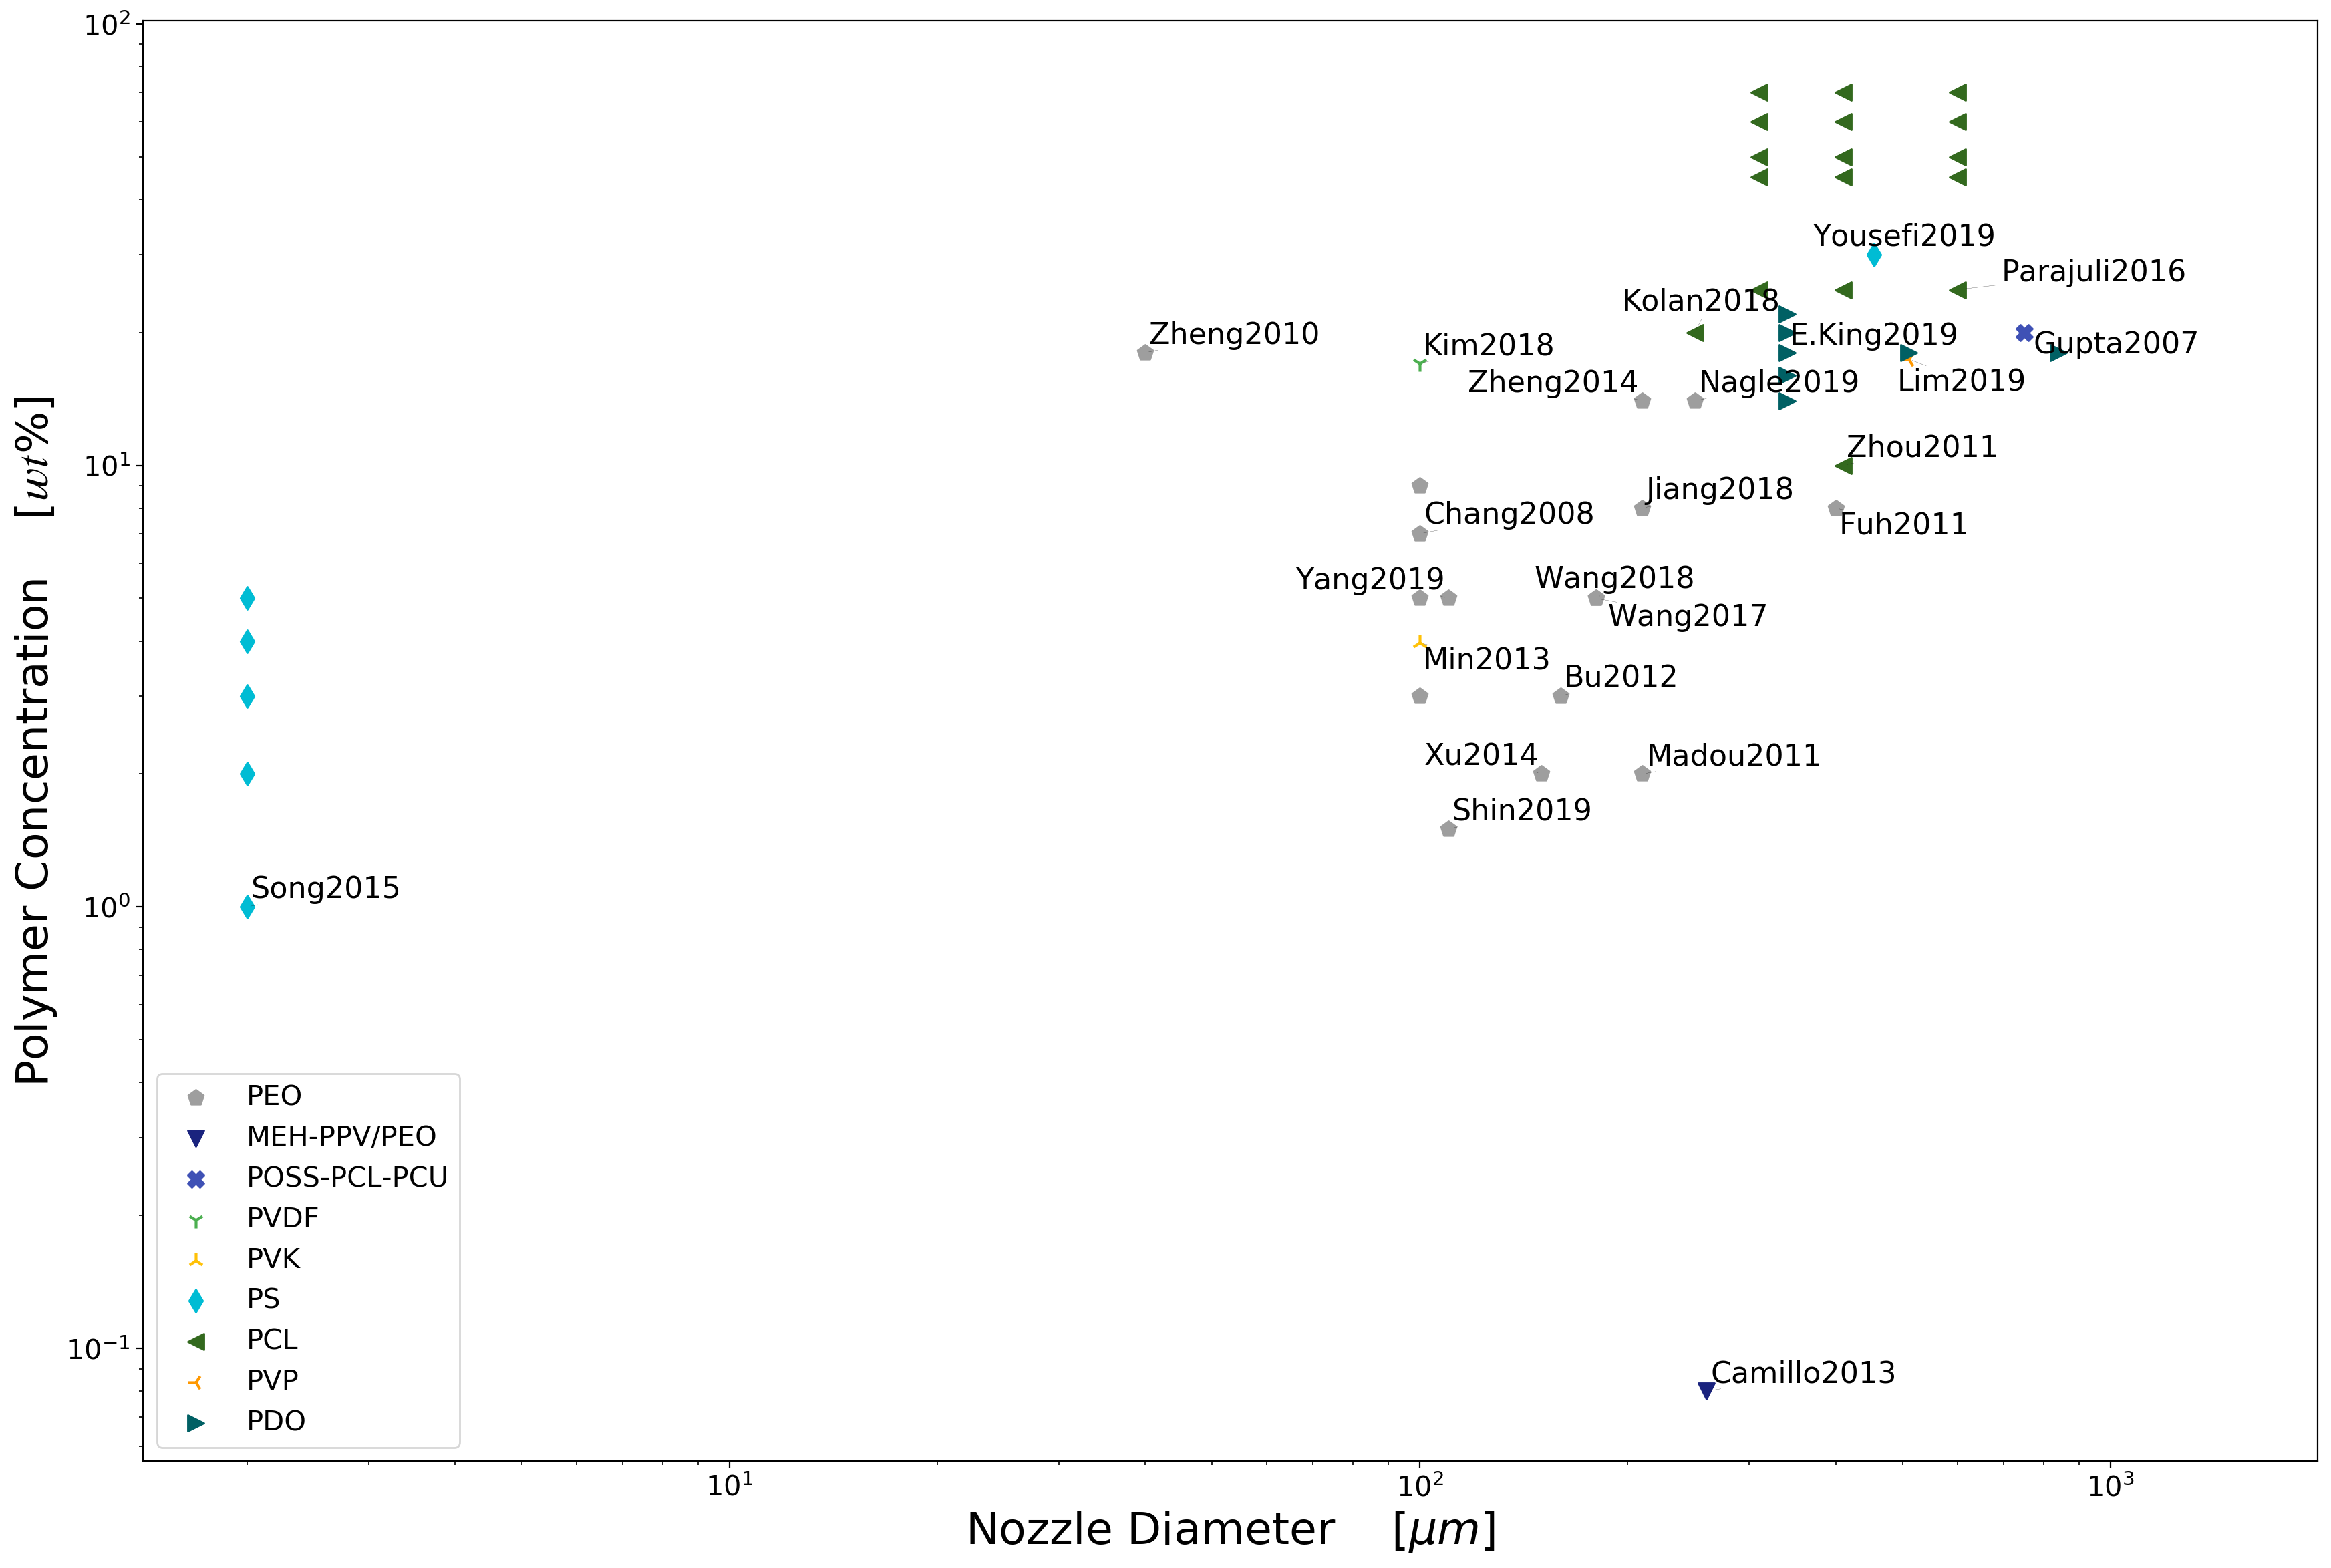 10²
Yousefi2019
Parajuli2016
Kolan2018
Zheng2010
Kim2018
E.King2019
Gupta2007
Zheng2014
Nagle2019
Lim2019
Zhou2011
10¹
Jiang2018
Chang2008
Fuh2011
Yang2019
Wang2018
Wang2017
Min2013
Bu2012
Xu2014
Madou2011
Shin2019
Song2015
10⁰
Polymer Concentration [wt%]
PEO
MEH-PPV/PEO
POSS-PCL-PCU
PVDF
PVK
PS
PCL
PVP
PDO
10⁻¹
Camillo2013
10¹ 10² 10³
Nozzle Diameter [μm]